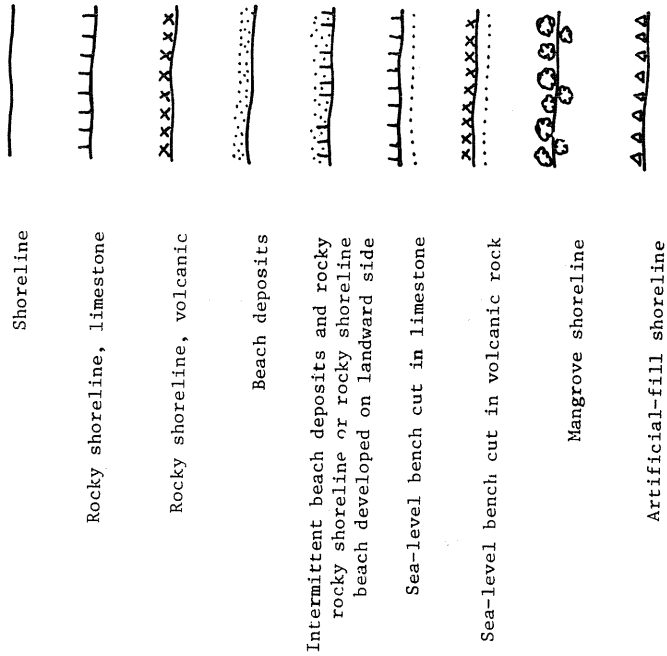 Shoreline
Rocky shoreline, limestone
Rocky shoreline, volcanic
Beach deposits
Intermittent beach deposits and rocky
rocky shoreline or rocky shoreline
beach developed on landward side
Sea-level bench cut in limestone
Sea-level bench cut in volcanic rock
Mangrove shoreline
Artificial-fill shoreline